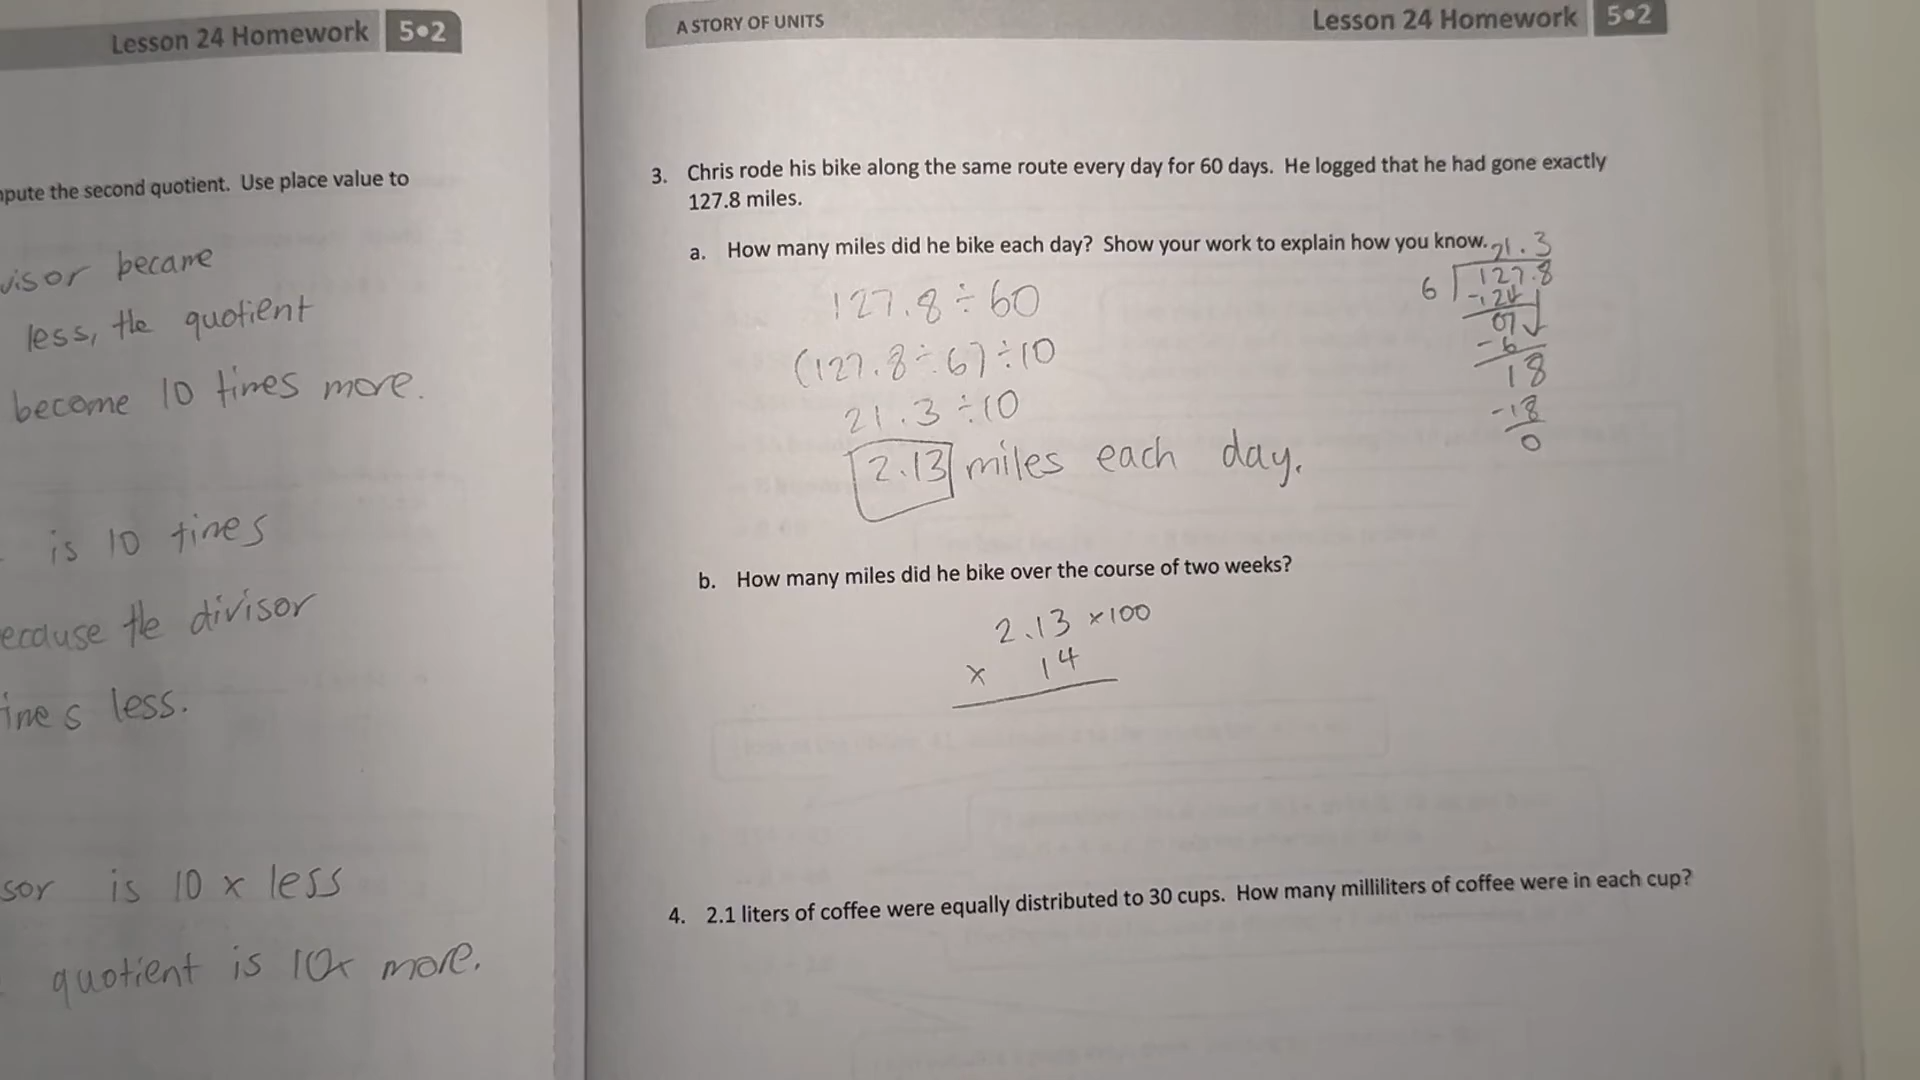 Lesson 24 Homework 5•2
pute the second quotient. Use place value to
visor became
less, the quotient
become 10 times more.
is 10 times
ecause the divisor
imes less.
sor is 10 x less
quotient is 10x more.
A STORY OF UNITS Lesson 24 Homework 5•2
3. Chris rode his bike along the same route every day for 60 days. He logged that he had gone exactly
127.8 miles.
a. How many miles did he bike each day? Show your work to explain how you know.
127.8 ÷ 60
(127.8 ÷ 6) ÷ 10
21.3 ÷ 10
2.13 miles each day.
21.3
6 127.8
-12
07
-6
18
-18
0
b. How many miles did he bike over the course of two weeks?
2.13 x100
x 14
4. 2.1 liters of coffee were equally distributed to 30 cups. How many milliliters of coffee were in each cup?